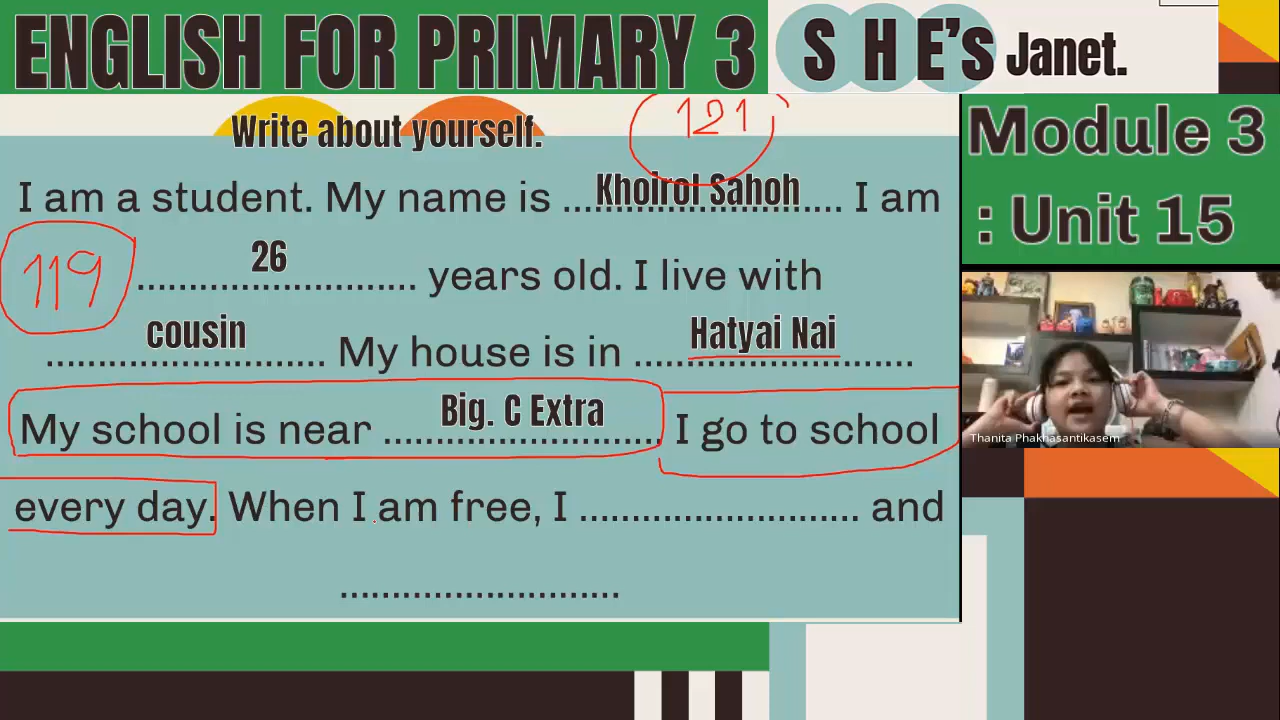 ENGLISH FOR PRIMARY 3
S H E's Janet.
Write about yourself.
121
Module 3
: Unit 15
I am a student. My name is ... Khoirol Sahoh .... I am
119
26
........................... years old. I live with
cousin
........................... My house is in ... Hatyai Nai ...........
My school is near ... Big. C Extra ... I go to school
every day. When I am free, I ........................... and
...........................
Thanita Phakhasantikasem